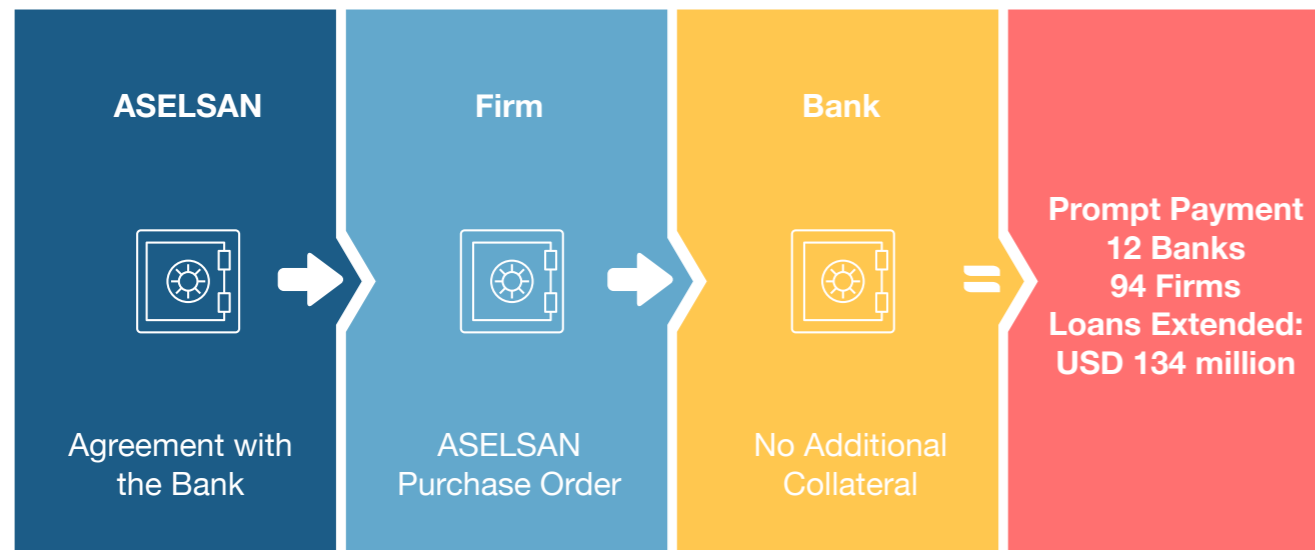 ASELSAN
Agreement with
the Bank
Firm
ASELSAN
Purchase Order
Bank
No Additional
Collateral
Prompt Payment
12 Banks
94 Firms
Loans Extended:
USD 134 million